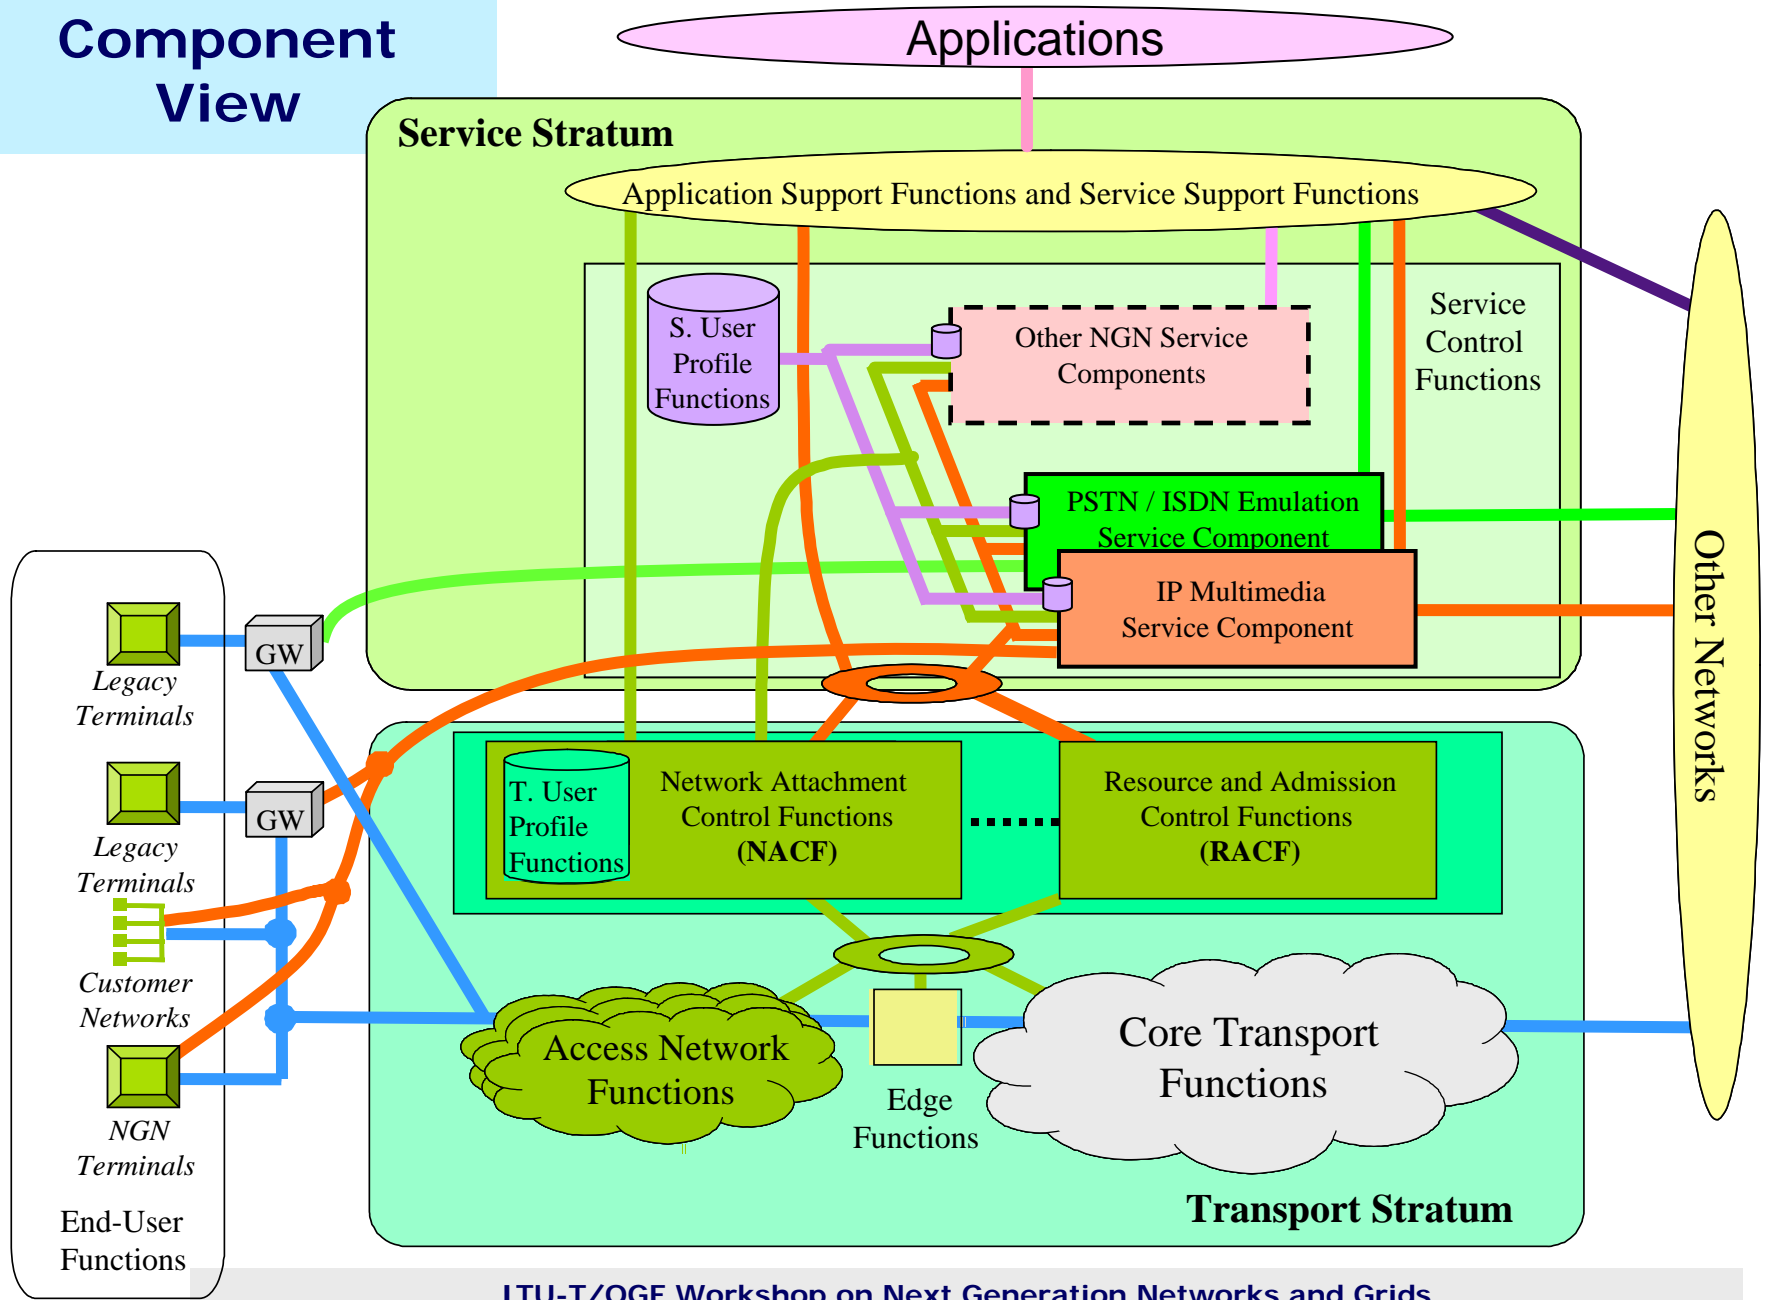 Component
View
Applications
Service Stratum
Application Support Functions and Service Support Functions
S. User
Profile
Functions
Other NGN Service
Components
Service
Control
Functions
PSTN / ISDN Emulation
Service Component
IP Multimedia
Service Component
Other Networks
GW
Legacy
Terminals
GW
Legacy
Terminals
Customer
Networks
NGN
Terminals
End-User
Functions
T. User
Profile
Functions
Network Attachment
Control Functions
(NACF)
Resource and Admission
Control Functions
(RACF)
Access Network
Functions
Edge
Functions
Core Transport
Functions
Transport Stratum
ITU-T/OGF Workshop on Next Generation Networks and Grids